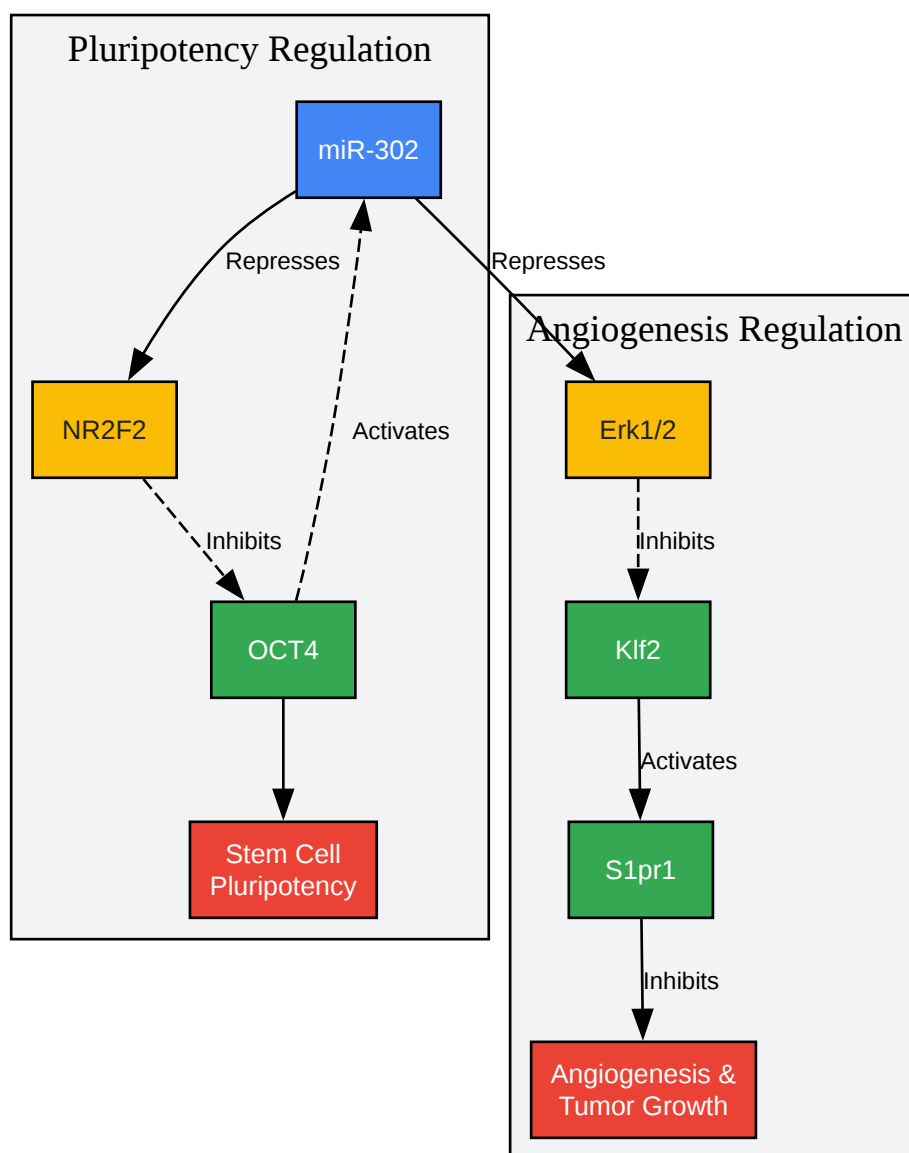 Pluripotency Regulation
miR-302
Represses
Represses
Angiogenesis Regulation
NR2F2
Activates
Erk1/2
Inhibits
Inhibits
OCT4
Klf2
Activates
Stem Cell
Pluripotency
S1pr1
Inhibits
Angiogenesis &
Tumor Growth